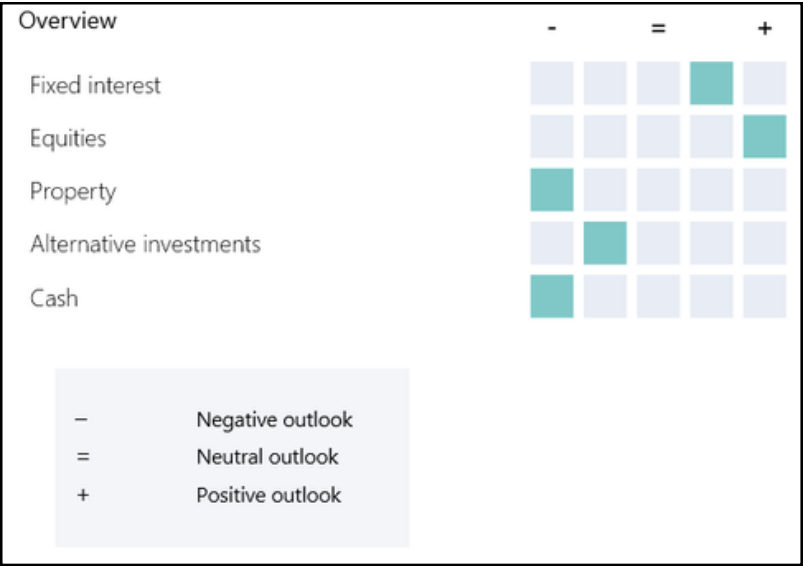 Overview - = +
Fixed interest
Equities
Property
Alternative investments
Cash
– Negative outlook
= Neutral outlook
+ Positive outlook